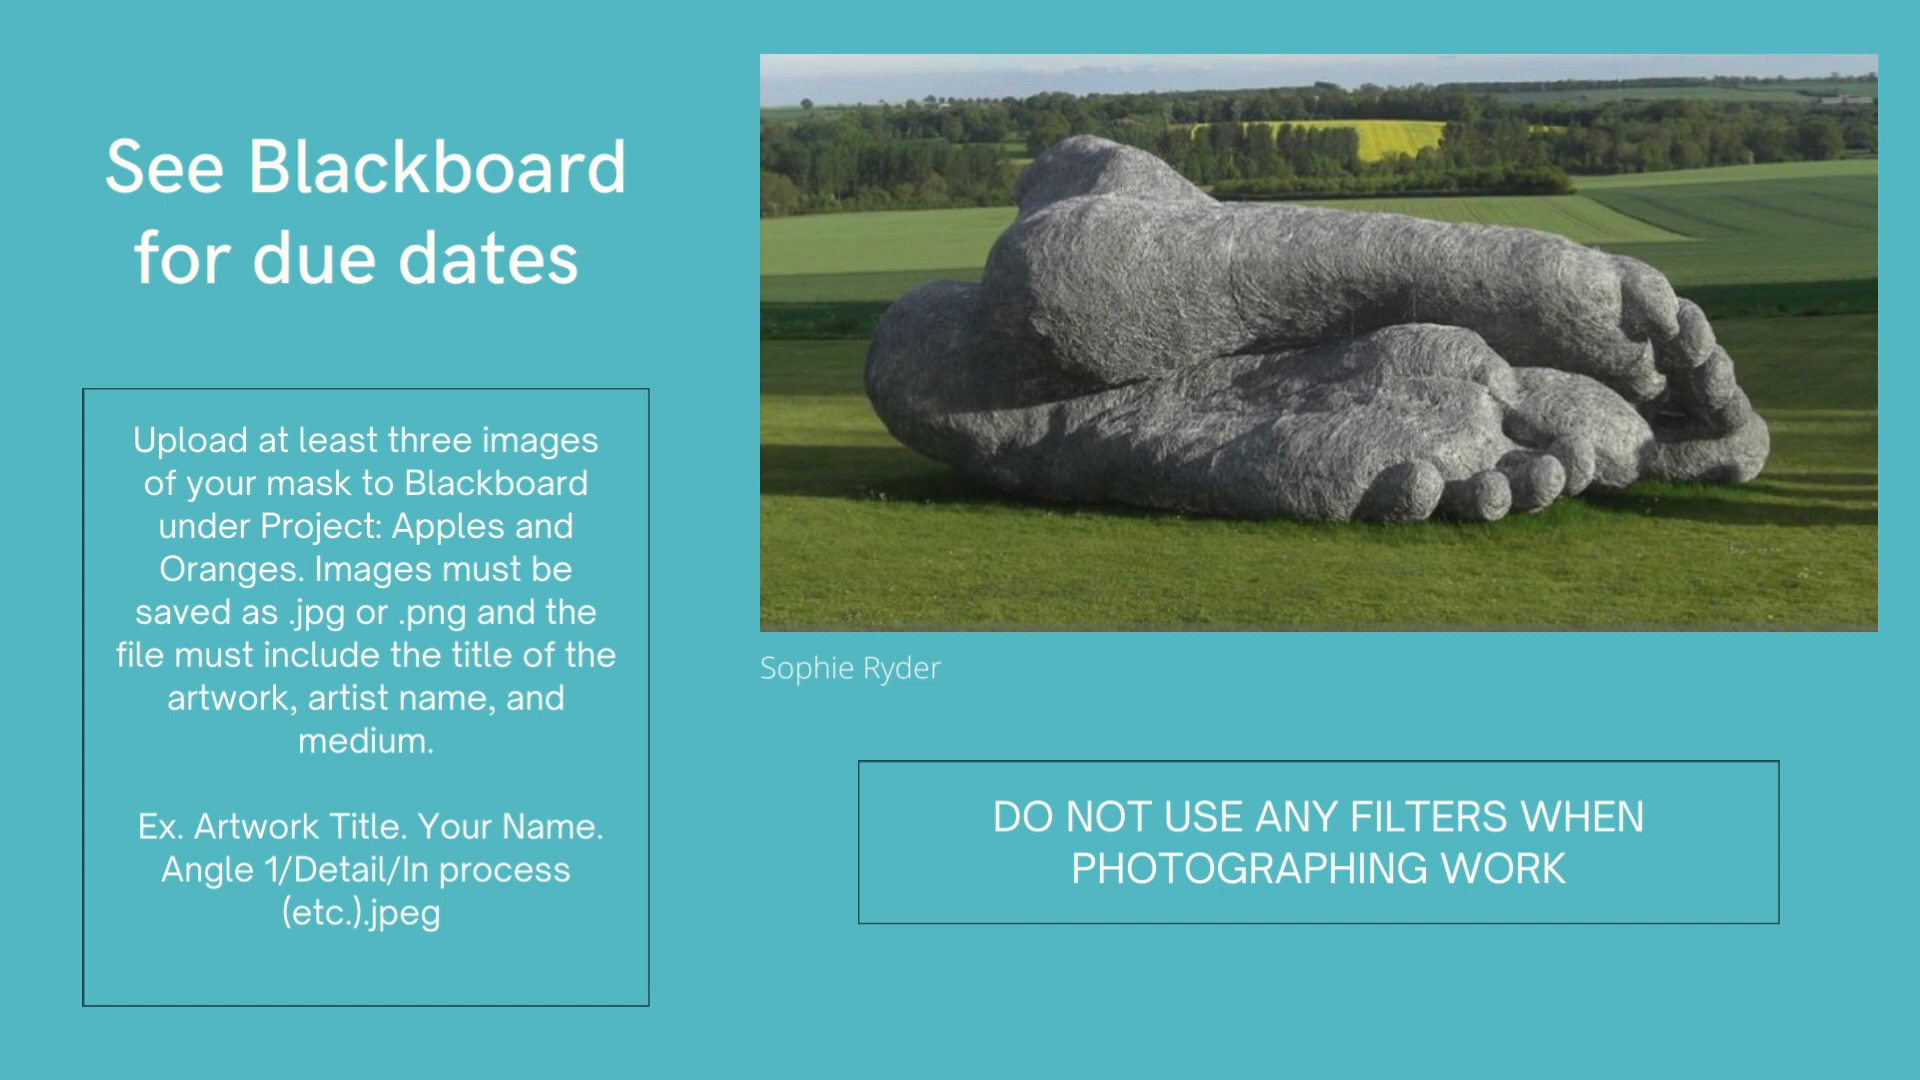 See Blackboard
for due dates
Upload at least three images
of your mask to Blackboard
under Project: Apples and
Oranges. Images must be
saved as .jpg or .png and the
file must include the title of the
artwork, artist name, and
medium.
Ex. Artwork Title. Your Name.
Angle 1/Detail/In process
(etc.).jpeg
Sophie Ryder
DO NOT USE ANY FILTERS WHEN
PHOTOGRAPHING WORK